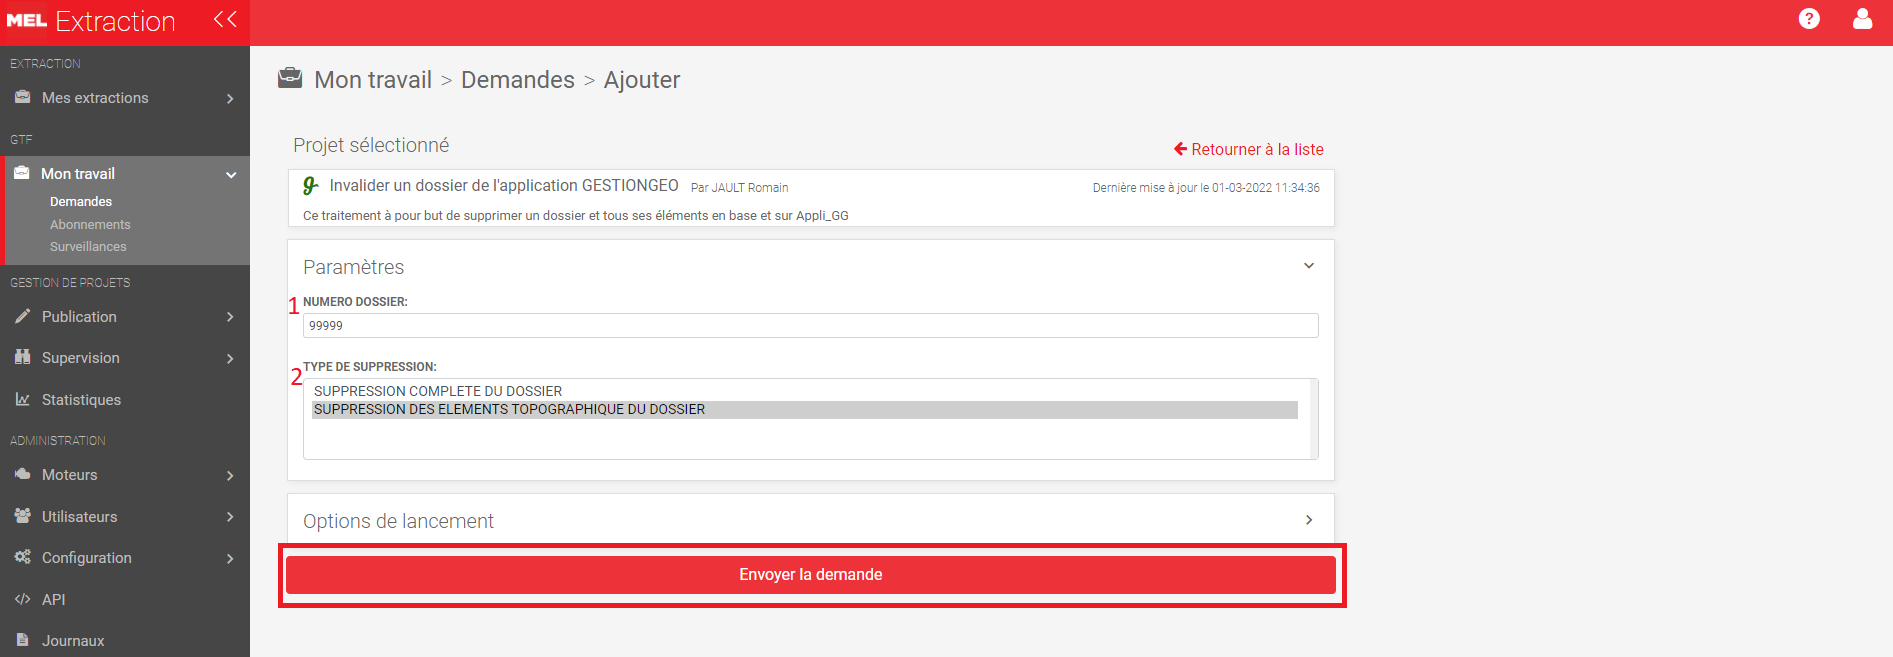 MEL Extraction
EXTRACTION
Mes extractions
GTF
Mon travail
Demandes
Abonnements
Surveillances
GESTION DE PROJETS
Publication
Supervision
Statistiques
ADMINISTRATION
Moteurs
Utilisateurs
Configuration
</> API
Journaux
?
Mon travail > Demandes > Ajouter
Projet sélectionné
Retourner à la liste
g Invalider un dossier de l'application GESTIONGEO Par JAULT Romain
Dernière mise à jour le 01-03-2022 11:34:36
Ce traitement à pour but de supprimer un dossier et tous ses éléments en base et sur Appli_GG
Paramètres
1 NUMERO DOSSIER:
99999
2 TYPE DE SUPPRESSION:
SUPPRESSION COMPLETE DU DOSSIER
SUPPRESSION DES ELEMENTS TOPOGRAPHIQUE DU DOSSIER
Options de lancement
Envoyer la demande